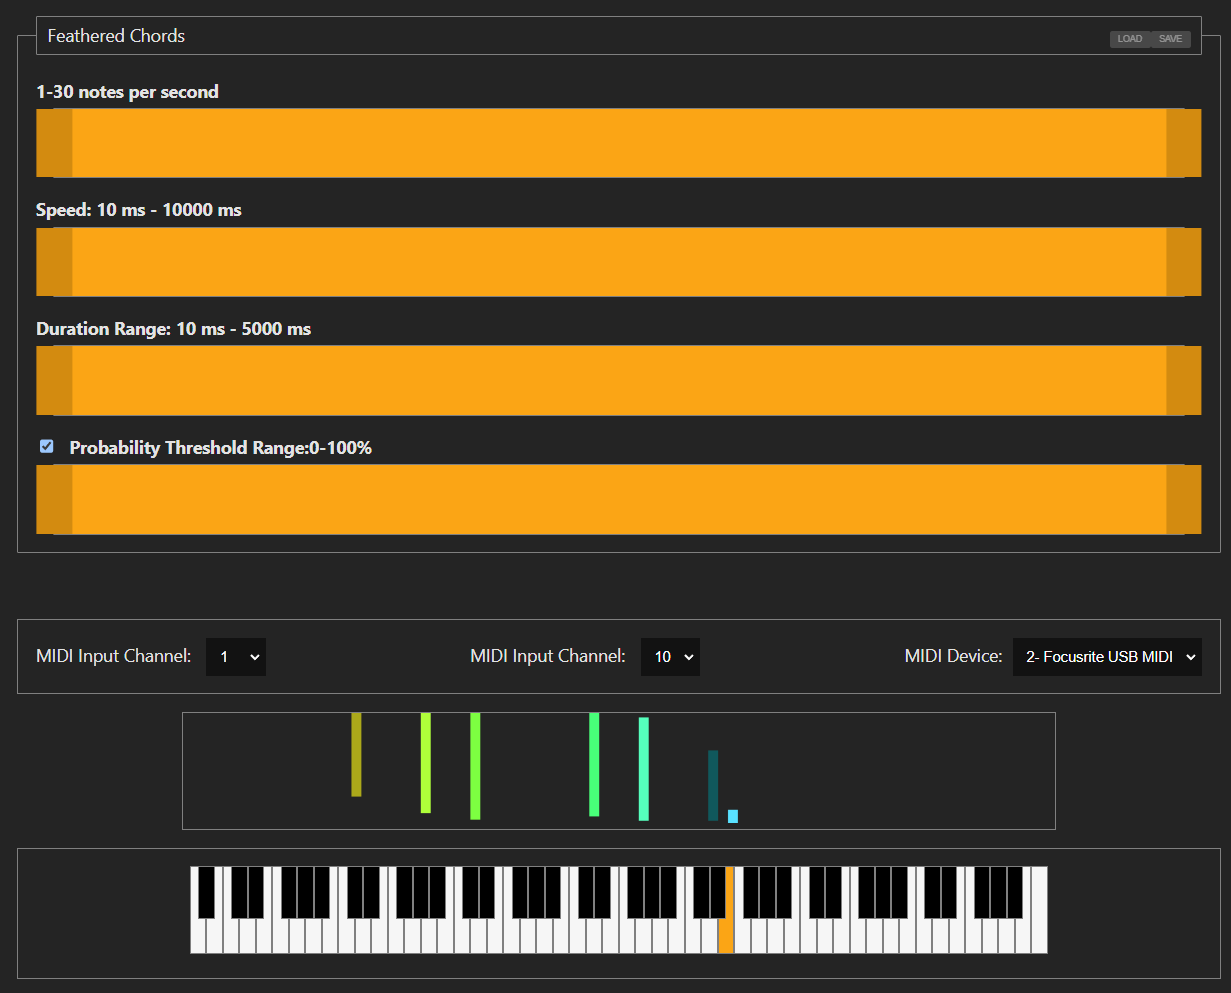 Feathered Chords
LOAD SAVE
1-30 notes per second
Speed: 10 ms - 10000 ms
Duration Range: 10 ms - 5000 ms
Probability Threshold Range:0-100%
MIDI Input Channel: 1 MIDI Input Channel: 10 MIDI Device: 2- Focusrite USB MIDI